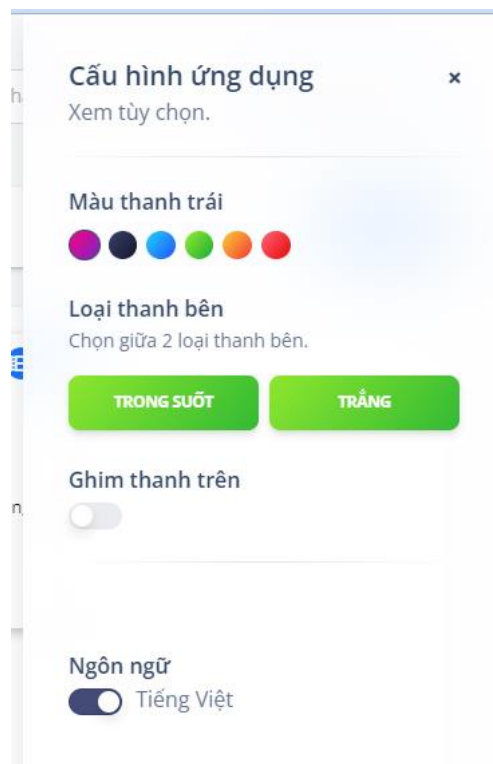 Cấu hình ứng dụng
×
Xem tùy chọn.
Màu thanh trái
Loại thanh bên
Chọn giữa 2 loại thanh bên.
TRONG SUỐT
TRẮNG
Ghim thanh trên
Ngôn ngữ
Tiếng Việt